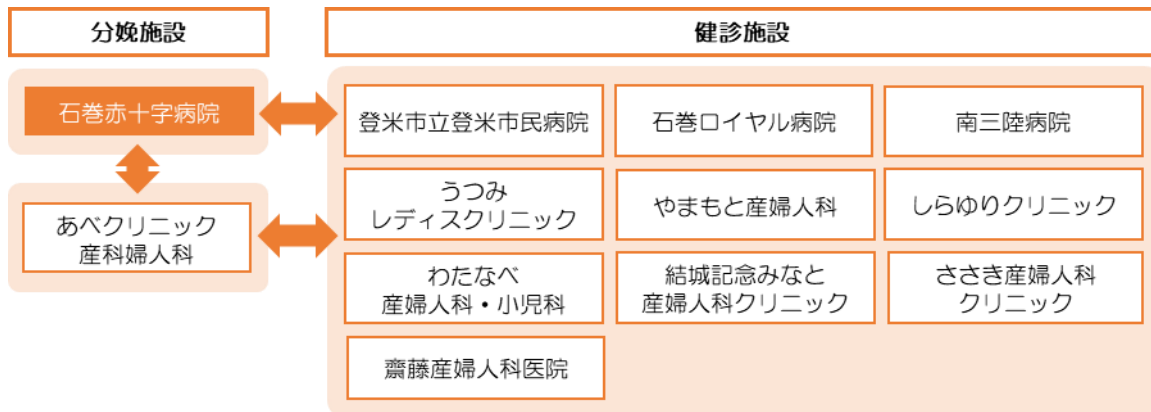 分娩施設
健診施設
石巻赤十字病院
あべクリニック
産科婦人科
登米市立登米市民病院
石巻ロイヤル病院
南三陸病院
うつみ
レディスクリニック
やまもと産婦人科
しらゆりクリニック
わたなべ
産婦人科・小児科
結城記念みなと
産婦人科クリニック
ささき産婦人科
クリニック
齋藤産婦人科医院